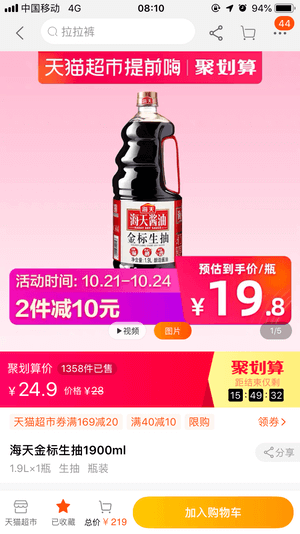 中国移动 4G 08:10 94%
拉拉裤 44
天猫超市提前嗨 聚划算
海天
海天酱油
金标生抽
净含量:1.9L
活动时间: 10.21-10.24
2件减10元
预估到手价/瓶
¥19.8
视频 图片 1/5
聚划算价 1358件已售
¥24.9 价格 ¥28
聚划算
距结束仅剩
15:49:32
天猫超市券满169减20 满40减10 限购
海天金标生抽1900ml
分享
1.9L×1瓶 生抽 瓶装
天猫超市 已收藏 总价 ¥219 加入购物车